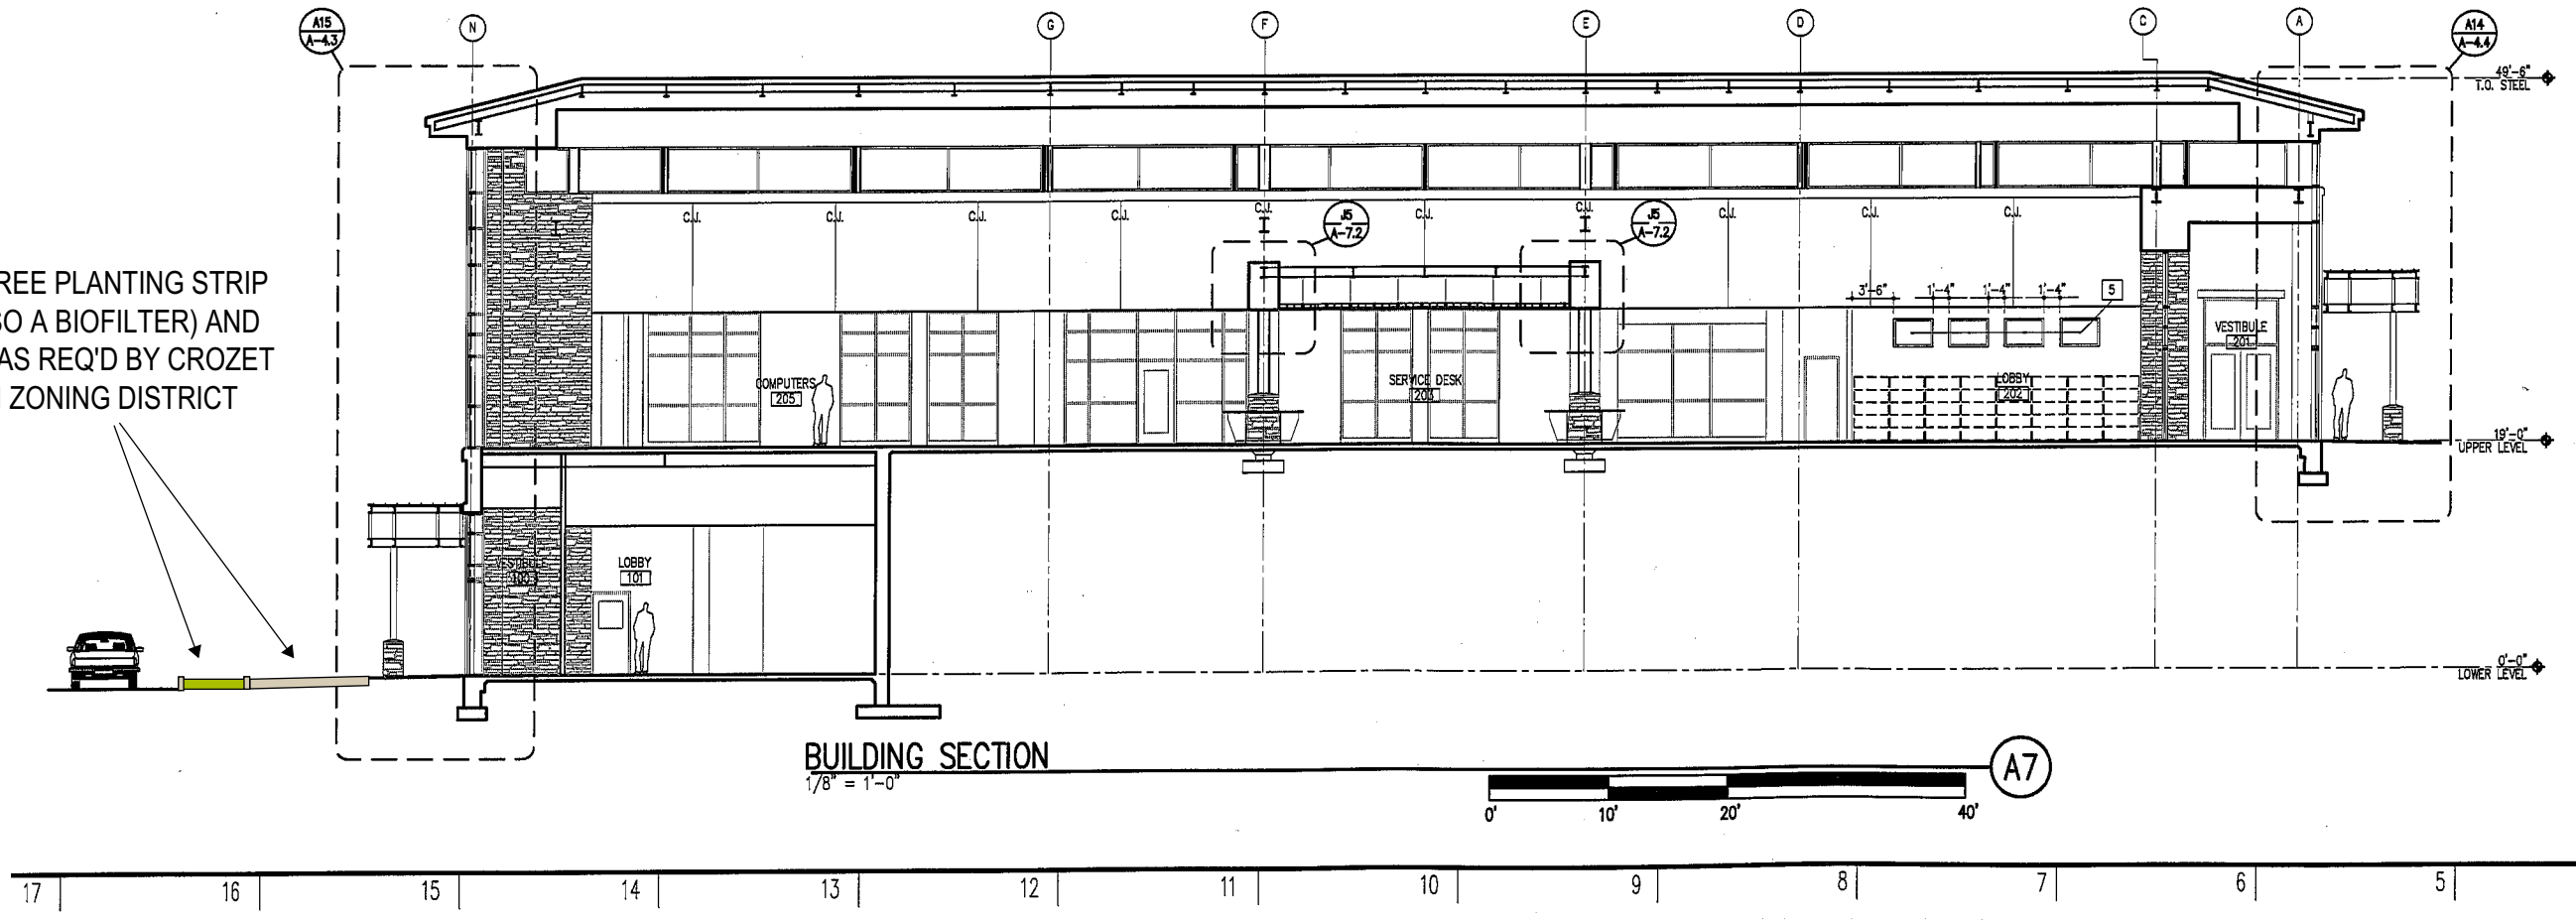 A15
A-4.3
N
G
F
E
D
C
A
A14
A-4.4
49'-6"
T.O. STEEL
C.J.
C.J.
C.J.
C.J.
C.J.
C.J.
C.J.
C.J.
C.J.
C.J.
J5
A-7.2
J5
A-7.2
REE PLANTING STRIP
SO A BIOFILTER) AND
AS REQ'D BY CROZET
ZONING DISTRICT
3'-6"
1'-4"
1'-4"
1'-4"
5
VESTIBULE
201
COMPUTERS
205
SERVICE DESK
203
LOBBY
202
19'-0"
UPPER LEVEL
VESTIBULE
100
LOBBY
101
0'-0"
LOWER LEVEL
BUILDING SECTION
1/8" = 1'-0"
A7
0'
10'
20'
40'
17
16
15
14
13
12
11
10
9
8
7
6
5